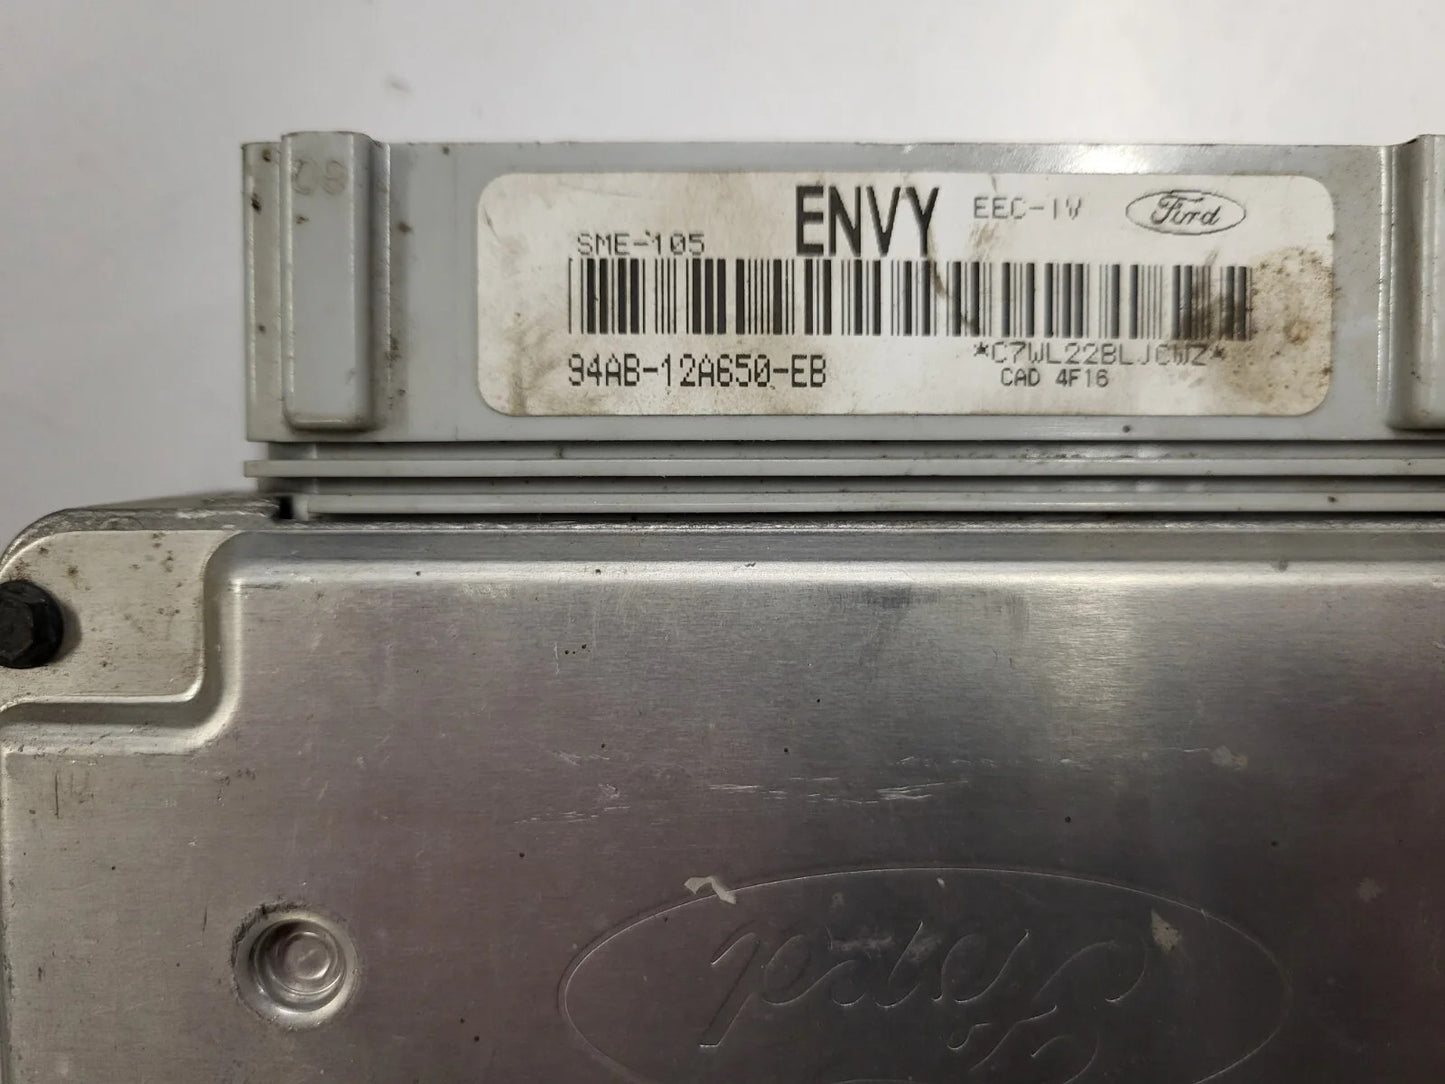 ENVY EEC-IV Ford
SME-105
94AB-12A650-EB
*C7WL22BLJCWZ*
CAD 4F16
Ford